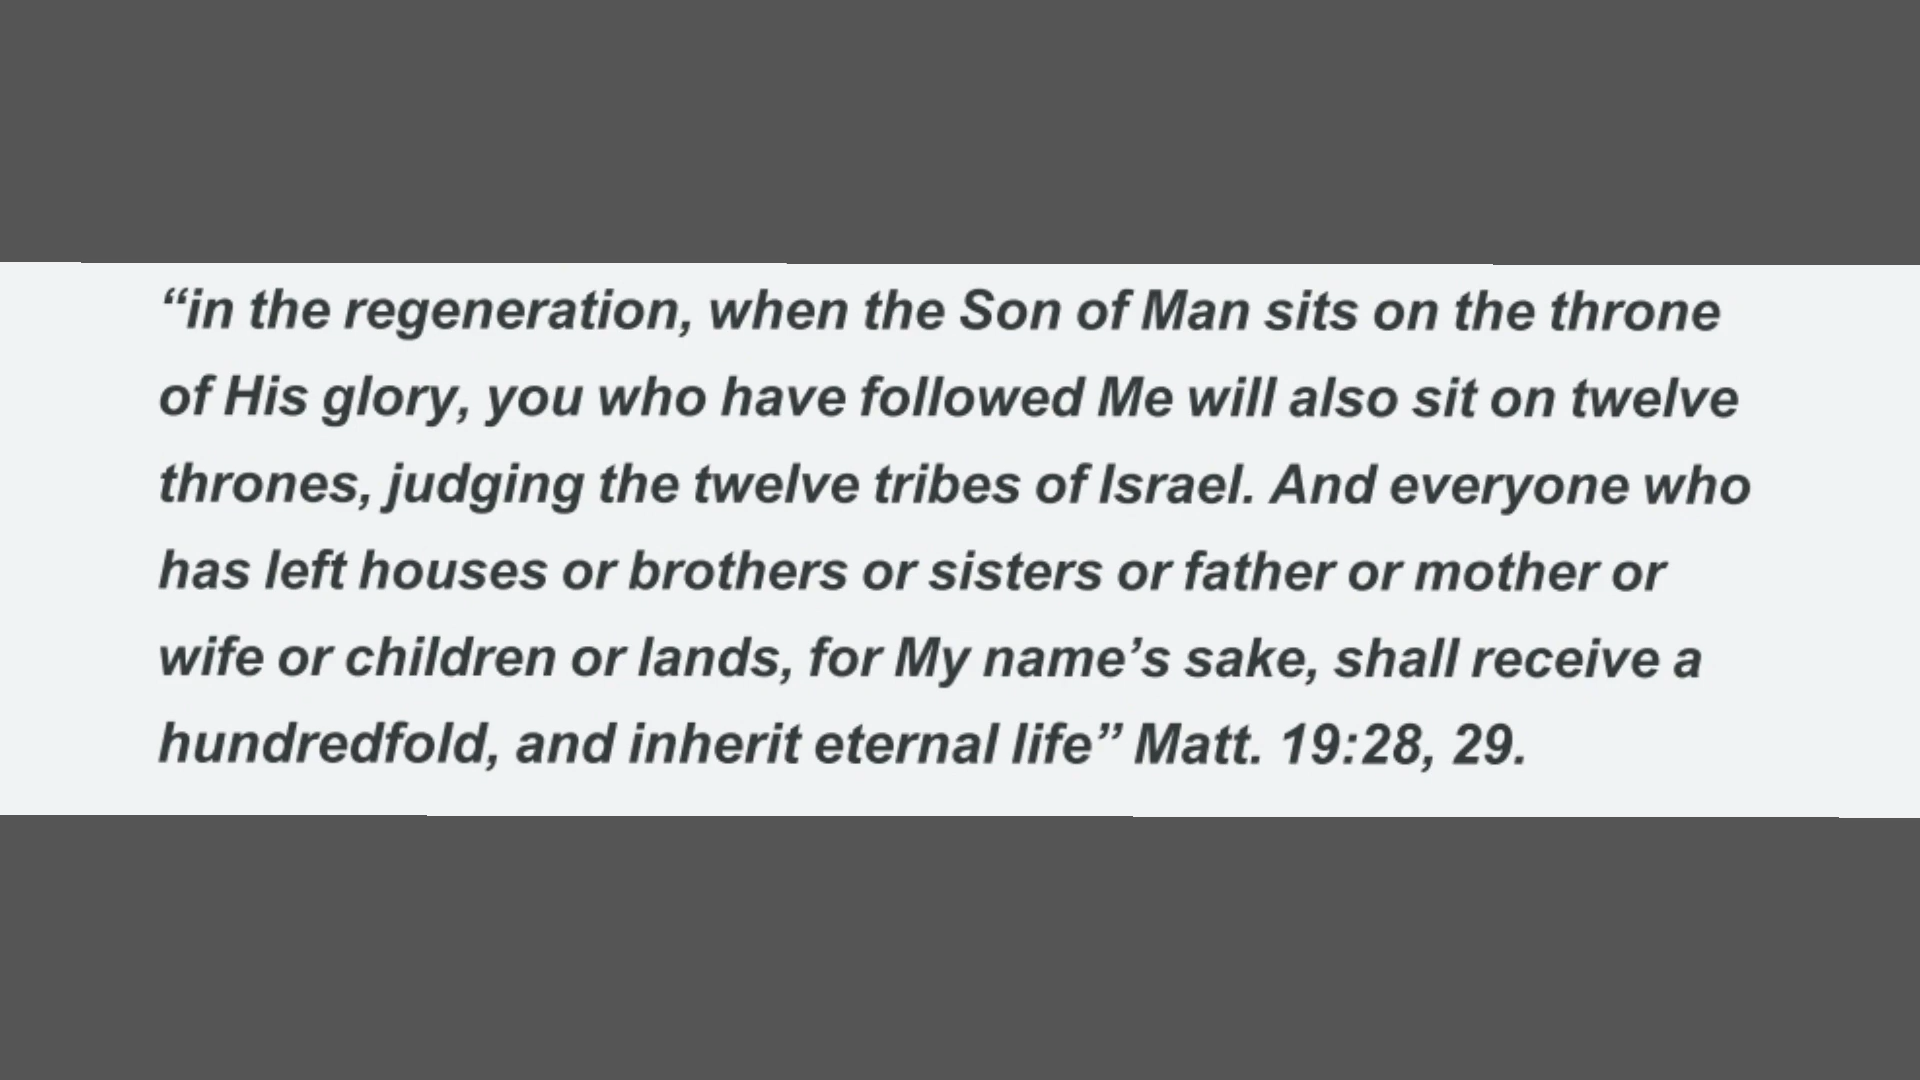 “in the regeneration, when the Son of Man sits on the throne
of His glory, you who have followed Me will also sit on twelve
thrones, judging the twelve tribes of Israel. And everyone who
has left houses or brothers or sisters or father or mother or
wife or children or lands, for My name’s sake, shall receive a
hundredfold, and inherit eternal life” Matt. 19:28, 29.